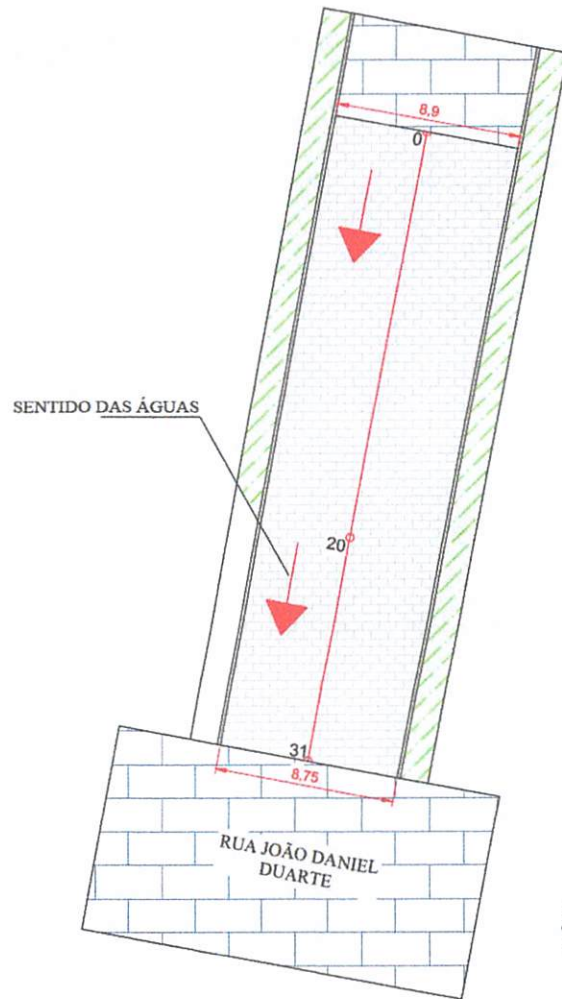 8,9
0
SENTIDO DAS ÁGUAS
20
31
8,75
RUA JOÃO DANIEL
DUARTE